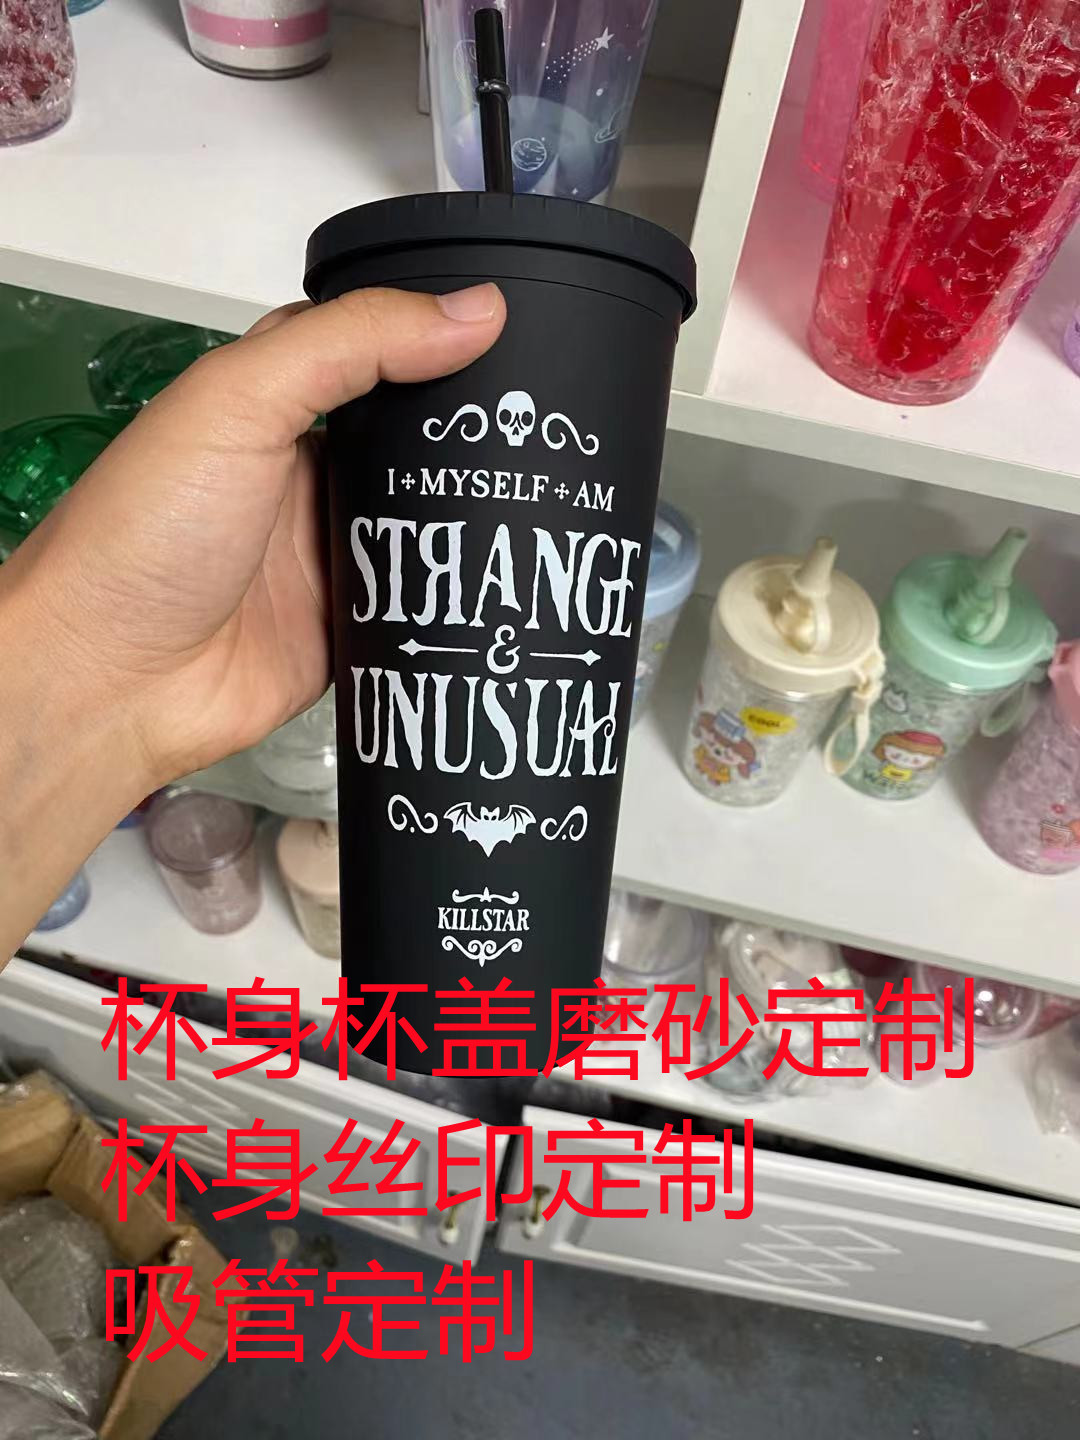 I MYSELF AM
STRANGE
&
UNUSUAL
KILLSTAR
COOL
杯身杯盖磨砂定制
杯身丝印定制
吸管定制